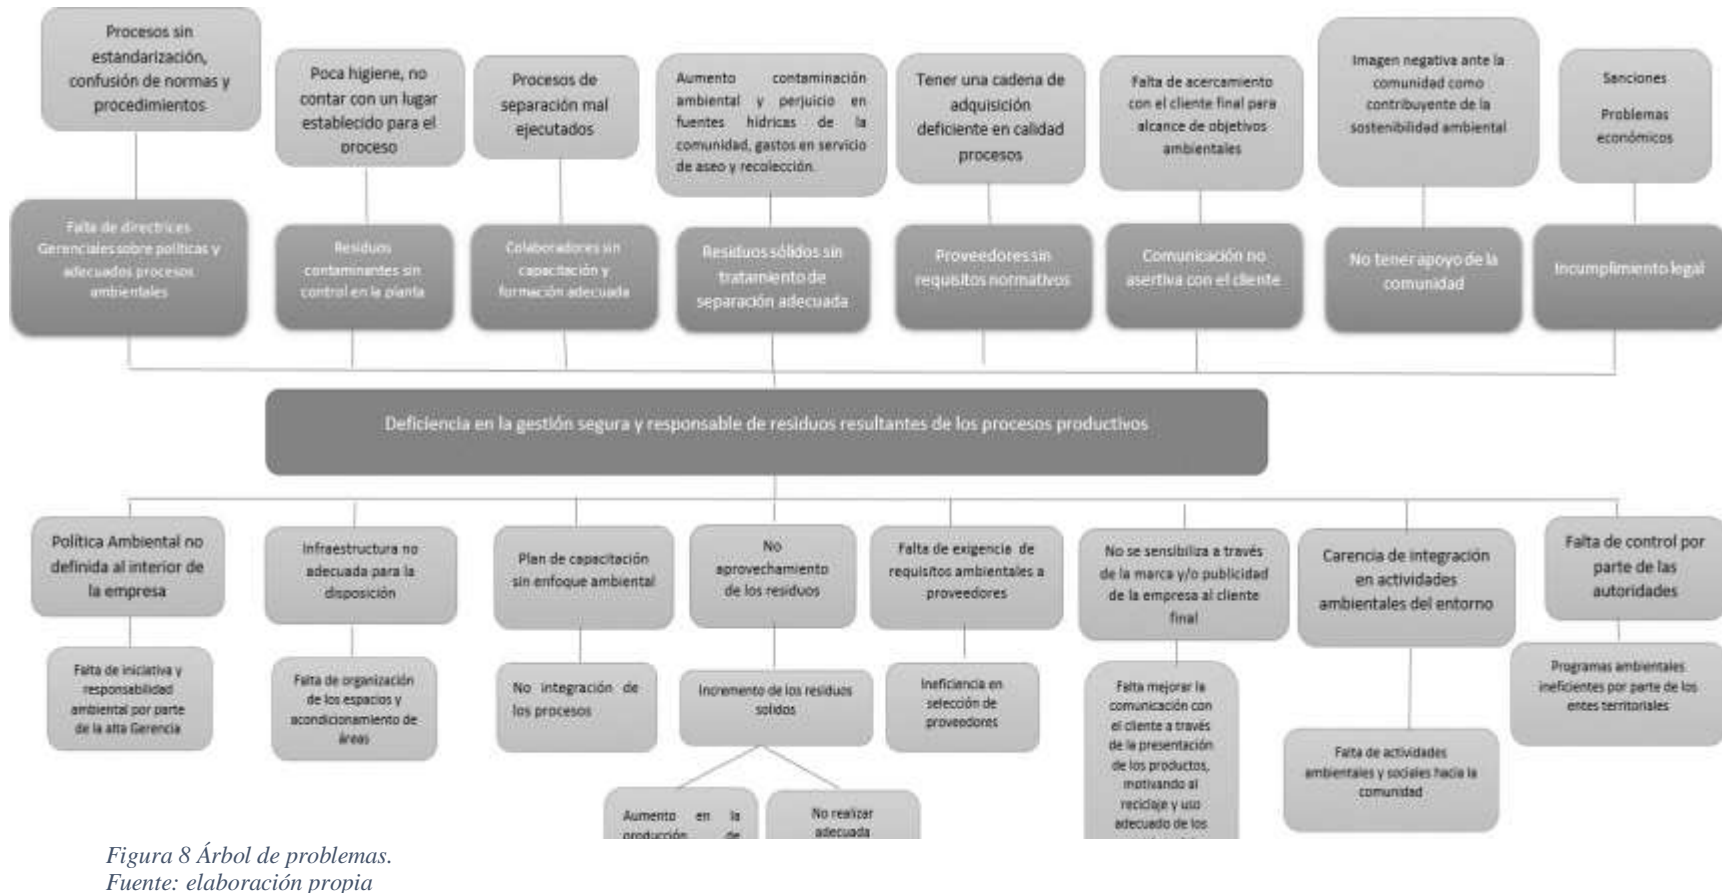 Procesos sin
estandarización,
confusión de normas y
procedimientos
Poca higiene, no
contar con un lugar
establecido para el
proceso
Procesos de
separación mal
ejecutados
Aumento contaminación
ambiental y perjuicio en
fuentes hídricas de la
comunidad, gastos en servicio
de aseo y recolección.
Tener una cadena de
adquisición
deficiente en calidad
procesos
Falta de acercamiento
con el cliente final para
alcance de objetivos
ambientales
Imagen negativa ante la
comunidad como
contribuyente de la
sostenibilidad ambiental
Sanciones
Problemas
económicos
Falta de directrices
Gerenciales sobre políticas y
adecuados procesos
ambientales
Residuos
contaminantes sin
control en la planta
Colaboradores sin
capacitación y
formación adecuada
Residuos sólidos sin
tratamiento de
separación adecuada
Proveedores sin
requisitos normativos
Comunicación no
asertiva con el cliente
No tener apoyo de la
comunidad
Incumplimiento legal
Deficiencia en la gestión segura y responsable de residuos resultantes de los procesos productivos
Política Ambiental no
definida al interior de
la empresa
Infraestructura no
adecuada para la
disposición
Plan de capacitación
sin enfoque ambiental
No
aprovechamiento
de los residuos
Falta de exigencia de
requisitos ambientales a
proveedores
No se sensibiliza a través
de la marca y/o publicidad
de la empresa al cliente
final
Carencia de integración
en actividades
ambientales del entorno
Falta de control por
parte de las
autoridades
Falta de iniciativa y
responsabilidad
ambiental por parte
de la alta Gerencia
Falta de organización
de los espacios y
acondicionamiento de
áreas
No integración de
los procesos
Incremento de los residuos
solidos
Ineficiencia en
selección de
proveedores
Falta mejorar la
comunicación con
el cliente a través
de la presentación
de los productos,
motivando al
reciclaje y uso
adecuado de los
Falta de actividades
ambientales y sociales hacia la
comunidad
Programas ambientales
ineficientes por parte de los
entes territoriales
Aumento en la
producción de
No realizar
adecuada
Figura 8 Árbol de problemas.
Fuente: elaboración propia